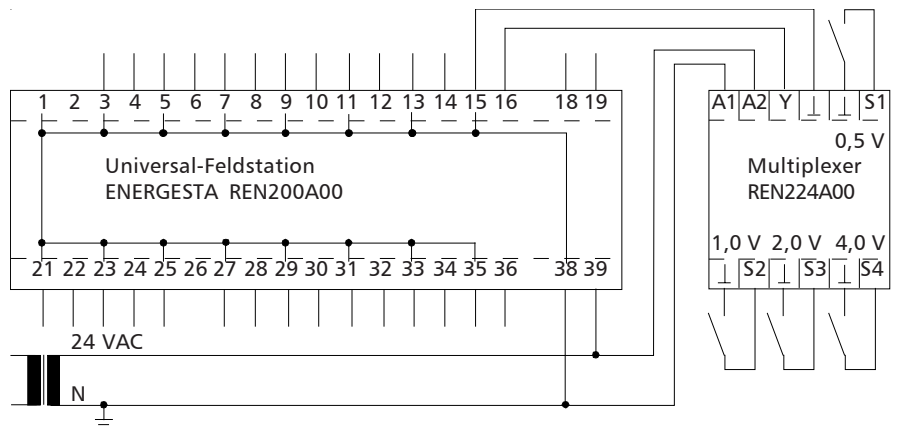 1 2 3 4 5 6 7 8 9 10 11 12 13 14 15 16 18 19
A1 A2 Y ⊥ ⊥ S1
0,5 V
Universal-Feldstation
ENERGESTA REN200A00
Multiplexer
REN224A00
1,0 V 2,0 V 4,0 V
⊥ S2 ⊥ S3 ⊥ S4
21 22 23 24 25 26 27 28 29 30 31 32 33 34 35 36 38 39
24 VAC
N